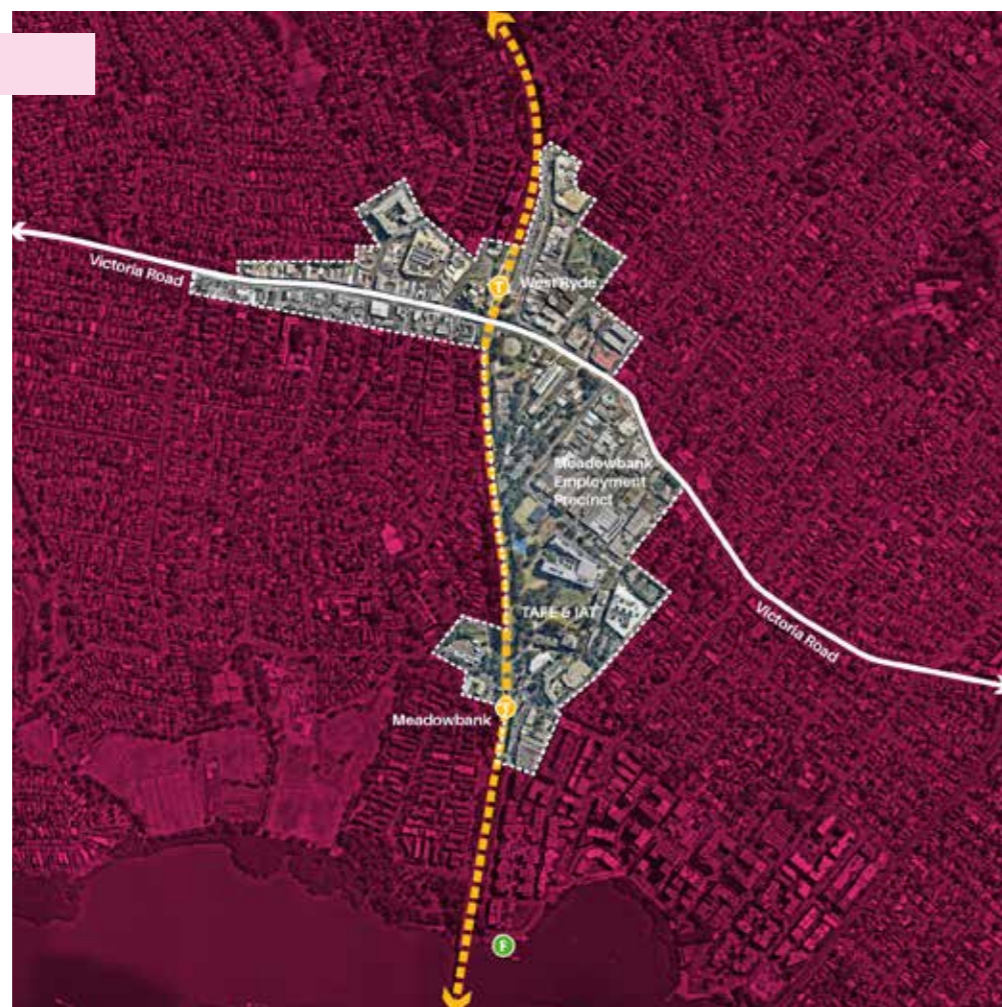 Victoria Road
T
West Ryde
Meadowbank
Employment
Precinct
TAFE & IAT
Victoria Road
T
Meadowbank
F